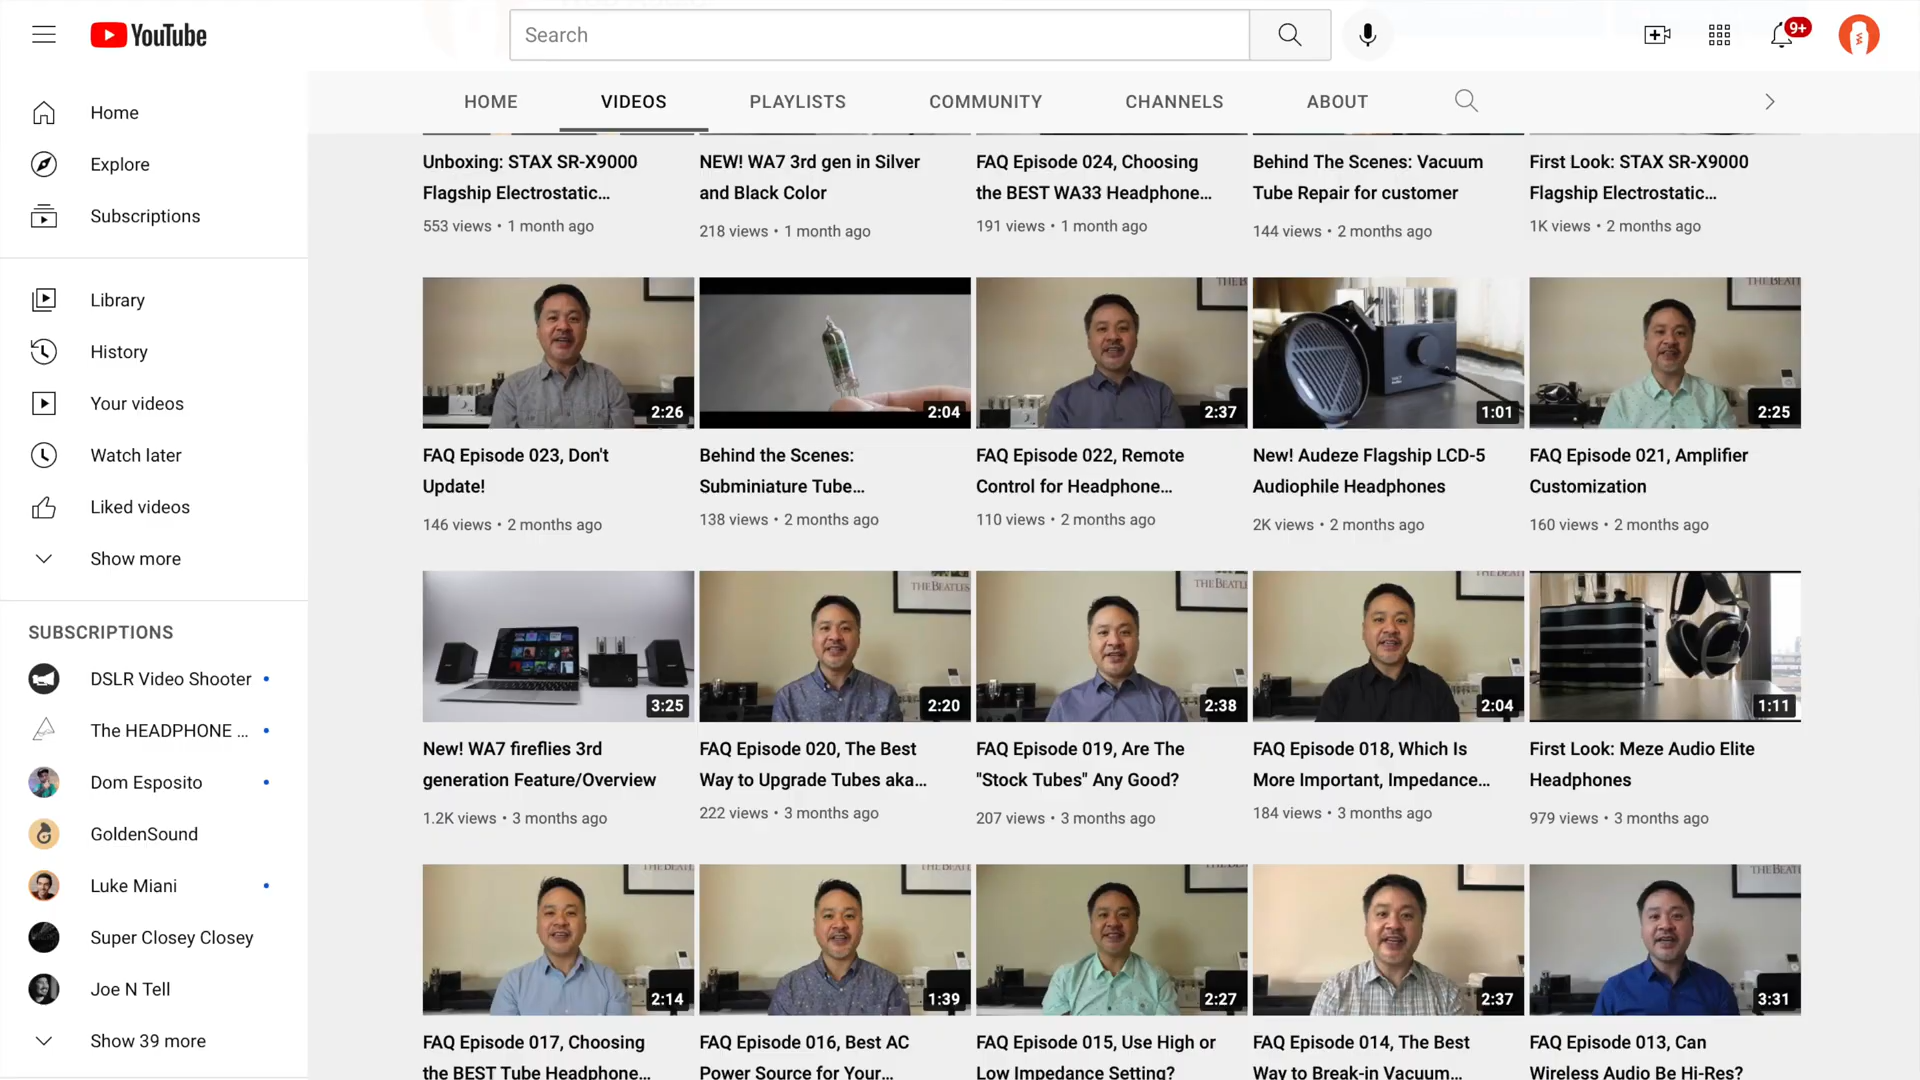 YouTube
Search
9+
HOME
VIDEOS
PLAYLISTS
COMMUNITY
CHANNELS
ABOUT
Home
Explore
Subscriptions
Library
History
Your videos
Watch later
Liked videos
Show more
SUBSCRIPTIONS
DSLR Video Shooter
The HEADPHONE ...
Dom Esposito
GoldenSound
Luke Miani
Super Closey Closey
Joe N Tell
Show 39 more
Unboxing: STAX SR-X9000
Flagship Electrostatic...
553 views • 1 month ago
NEW! WA7 3rd gen in Silver
and Black Color
218 views • 1 month ago
FAQ Episode 024, Choosing
the BEST WA33 Headphone...
191 views • 1 month ago
Behind The Scenes: Vacuum
Tube Repair for customer
144 views • 2 months ago
First Look: STAX SR-X9000
Flagship Electrostatic...
1K views • 2 months ago
2:26
FAQ Episode 023, Don't
Update!
146 views • 2 months ago
2:04
Behind the Scenes:
Subminiature Tube...
138 views • 2 months ago
THE B
2:37
FAQ Episode 022, Remote
Control for Headphone...
110 views • 2 months ago
1:01
New! Audeze Flagship LCD-5
Audiophile Headphones
2K views • 2 months ago
THE BEATL
2:25
FAQ Episode 021, Amplifier
Customization
160 views • 2 months ago
3:25
New! WA7 fireflies 3rd
generation Feature/Overview
1.2K views • 3 months ago
THE BEATLES
2:20
FAQ Episode 020, The Best
Way to Upgrade Tubes aka...
222 views • 3 months ago
THE BEATLES
2:38
FAQ Episode 019, Are The
"Stock Tubes" Any Good?
207 views • 3 months ago
THE BEATLES
2:04
FAQ Episode 018, Which Is
More Important, Impedance...
184 views • 3 months ago
1:11
First Look: Meze Audio Elite
Headphones
979 views • 3 months ago
THE BEATL
2:14
FAQ Episode 017, Choosing
the BEST Tube Headphone...
THE BEATL
1:39
FAQ Episode 016, Best AC
Power Source for Your...
2:27
FAQ Episode 015, Use High or
Low Impedance Setting?
2:37
FAQ Episode 014, The Best
Way to Break-in Vacuum...
THE BEATL
3:31
FAQ Episode 013, Can
Wireless Audio Be Hi-Res?